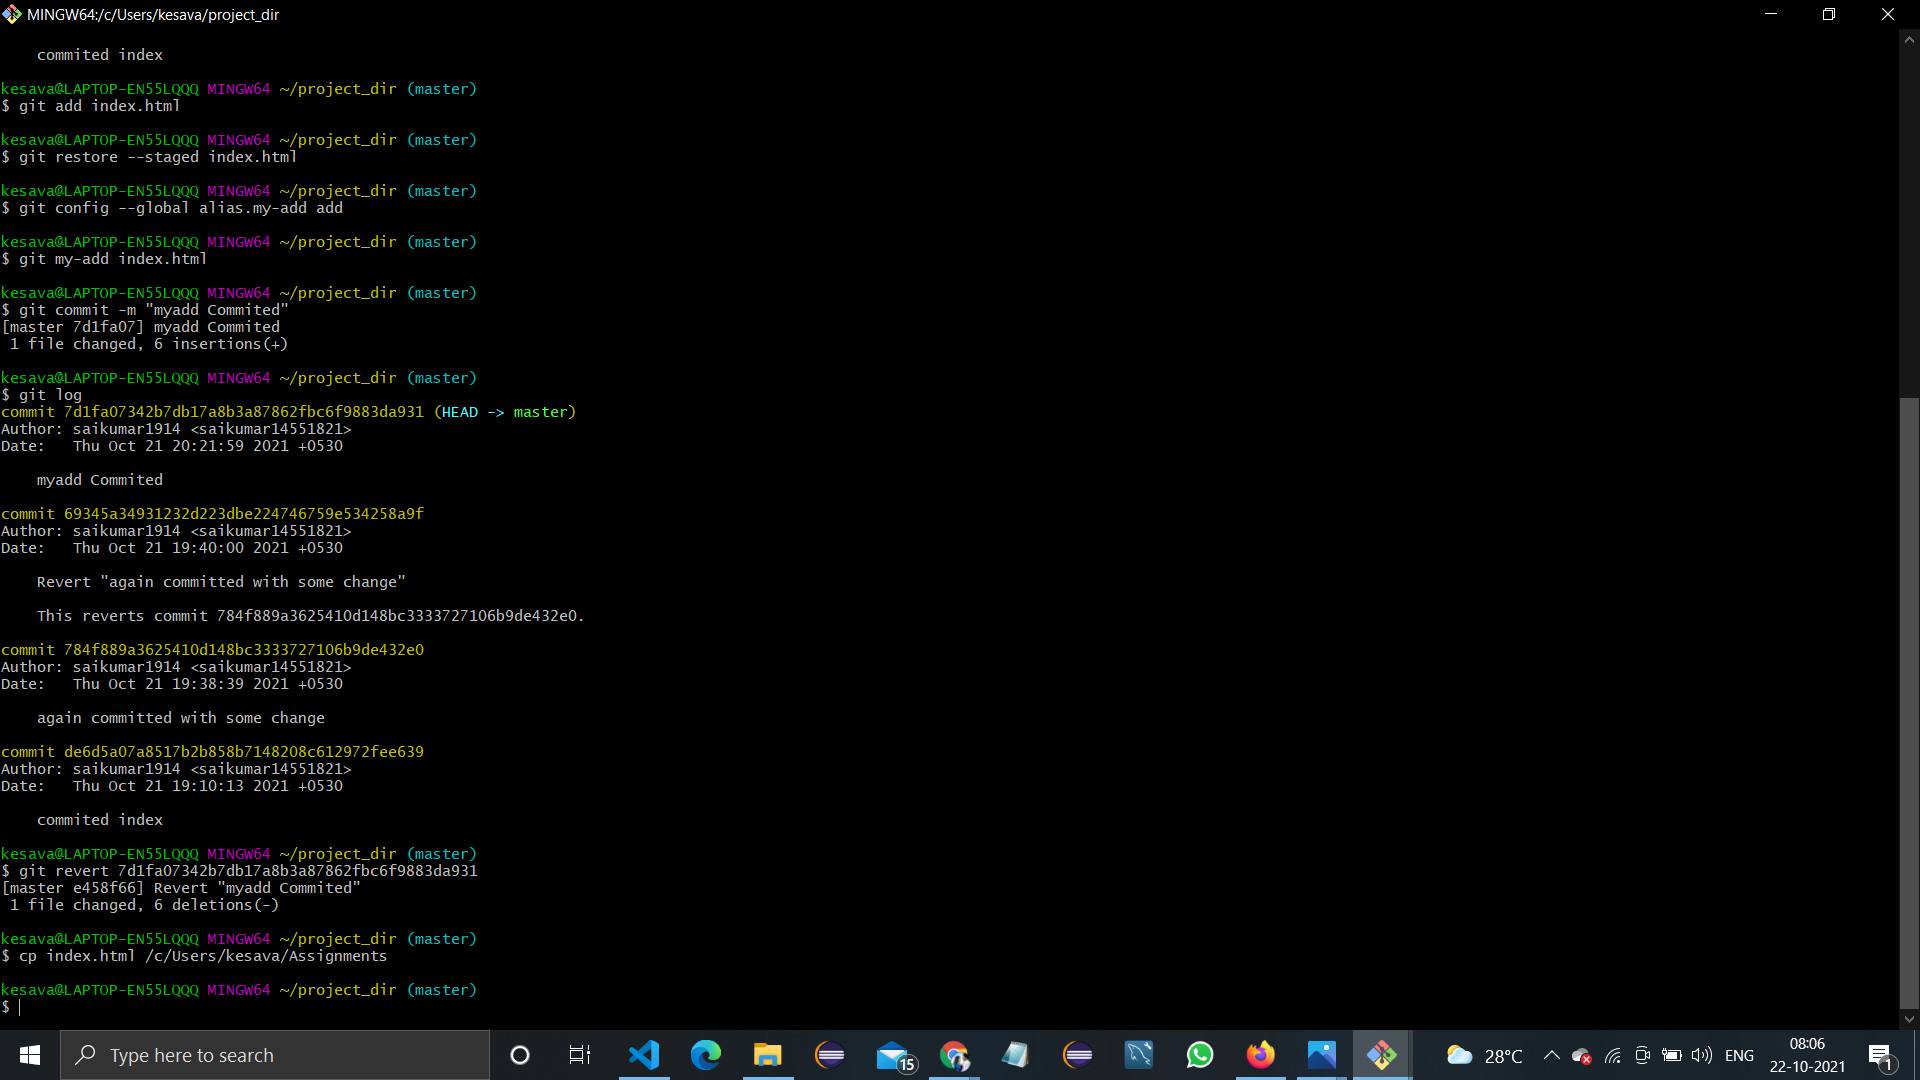 MINGW64:/c/Users/kesava/project_dir
    commited index
kesava@LAPTOP-EN55LQQQ MINGW64 ~/project_dir (master)
$ git add index.html
kesava@LAPTOP-EN55LQQQ MINGW64 ~/project_dir (master)
$ git restore --staged index.html
kesava@LAPTOP-EN55LQQQ MINGW64 ~/project_dir (master)
$ git config --global alias.my-add add
kesava@LAPTOP-EN55LQQQ MINGW64 ~/project_dir (master)
$ git my-add index.html
kesava@LAPTOP-EN55LQQQ MINGW64 ~/project_dir (master)
$ git commit -m "myadd Commited"
[master 7d1fa07] myadd Commited
 1 file changed, 6 insertions(+)
kesava@LAPTOP-EN55LQQQ MINGW64 ~/project_dir (master)
$ git log
commit 7d1fa07342b7db17a8b3a87862fbc6f9883da931 (HEAD -> master)
Author: saikumar1914 <saikumar14551821>
Date:   Thu Oct 21 20:21:59 2021 +0530
    myadd Commited
commit 69345a34931232d223dbe224746759e534258a9f
Author: saikumar1914 <saikumar14551821>
Date:   Thu Oct 21 19:40:00 2021 +0530
    Revert "again committed with some change"
    This reverts commit 784f889a3625410d148bc3333727106b9de432e0.
commit 784f889a3625410d148bc3333727106b9de432e0
Author: saikumar1914 <saikumar14551821>
Date:   Thu Oct 21 19:38:39 2021 +0530
    again committed with some change
commit de6d5a07a8517b2b858b7148208c612972fee639
Author: saikumar1914 <saikumar14551821>
Date:   Thu Oct 21 19:10:13 2021 +0530
    commited index
kesava@LAPTOP-EN55LQQQ MINGW64 ~/project_dir (master)
$ git revert 7d1fa07342b7db17a8b3a87862fbc6f9883da931
[master e458f66] Revert "myadd Commited"
 1 file changed, 6 deletions(-)
kesava@LAPTOP-EN55LQQQ MINGW64 ~/project_dir (master)
$ cp index.html /c/Users/kesava/Assignments
kesava@LAPTOP-EN55LQQQ MINGW64 ~/project_dir (master)
$
Type here to search
15
28°C
ENG
08:06
22-10-2021
1